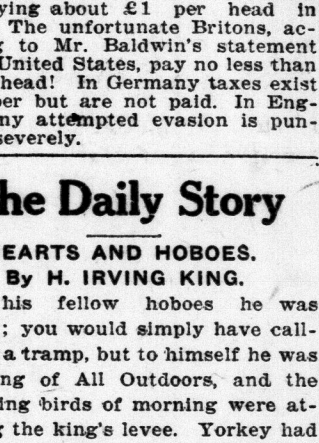 ying about £1 per head in
The unfortunate Britons, ac-
to Mr. Baldwin's statement
United States, pay no less than
head! In Germany taxes exist
er but are not paid. In Eng-
ny attempted evasion is pun-
severely.
he Daily Story
EARTS AND HOBOES.
By H. IRVING KING.
his fellow hoboes he was
; you would simply have call-
a tramp, but to himself he was
ng of All Outdoors, and the
ing birds of morning were at-
g the king's levee. Yorkey had